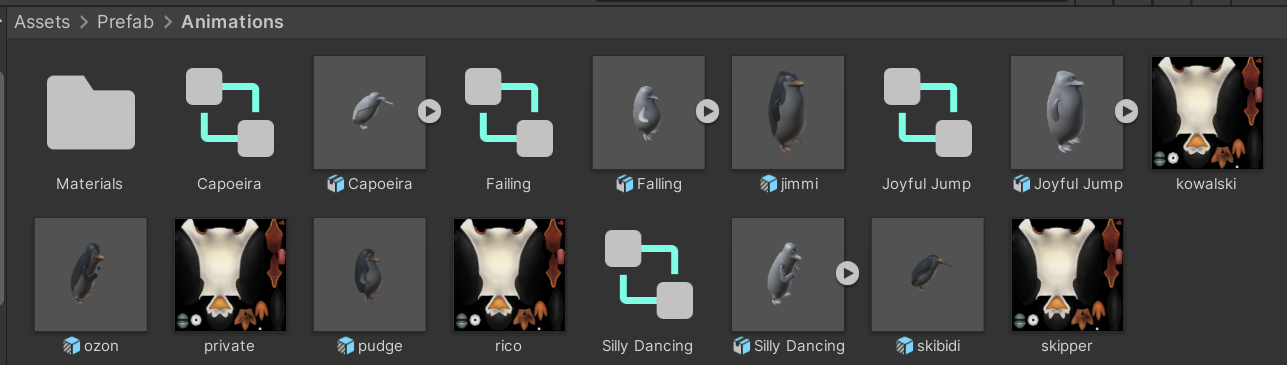 Assets > Prefab > Animations
Materials Capoeira Capoeira Failing Falling jimmi Joyful Jump Joyful Jump kowalski
ozon private pudge rico Silly Dancing Silly Dancing skibidi skipper